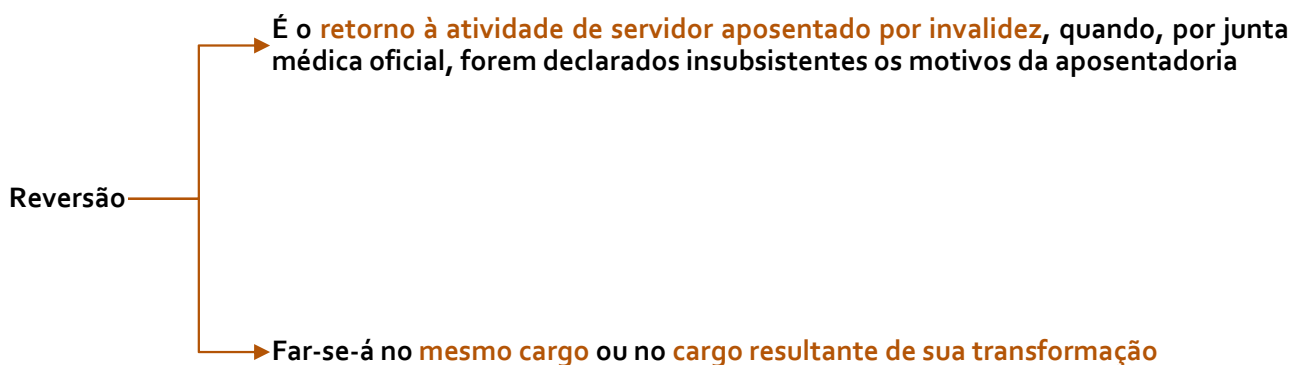 É o retorno à atividade de servidor aposentado por invalidez, quando, por junta
médica oficial, forem declarados insubsistentes os motivos da aposentadoria
Reversão
Far-se-á no mesmo cargo ou no cargo resultante de sua transformação